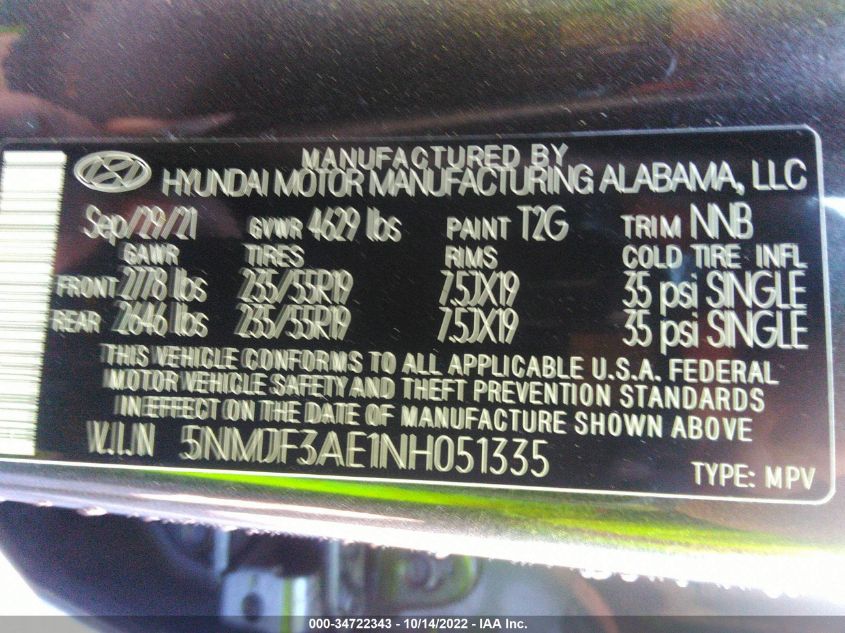 MANUFACTURED BY
HYUNDAI MOTOR MANUFACTURING ALABAMA, LLC
Sep/29/21 GVWR 4629 lbs PAINT T2G TRIM NNB
GAWR TIRES RIMS COLD TIRE INFL
FRONT 2778 lbs 235/55R19 7.5JX19 35 psi SINGLE
REAR 2646 lbs 235/55R19 7.5JX19 35 psi SINGLE
THIS VEHICLE CONFORMS TO ALL APPLICABLE U.S.A. FEDERAL
MOTOR VEHICLE SAFETY AND THEFT PREVENTION STANDARDS
IN EFFECT ON THE DATE OF MANUFACTURE SHOWN ABOVE
V.I.N 5NMJF3AE1NH051335
TYPE: MPV
000-34722343 - 10/14/2022 - IAA Inc.